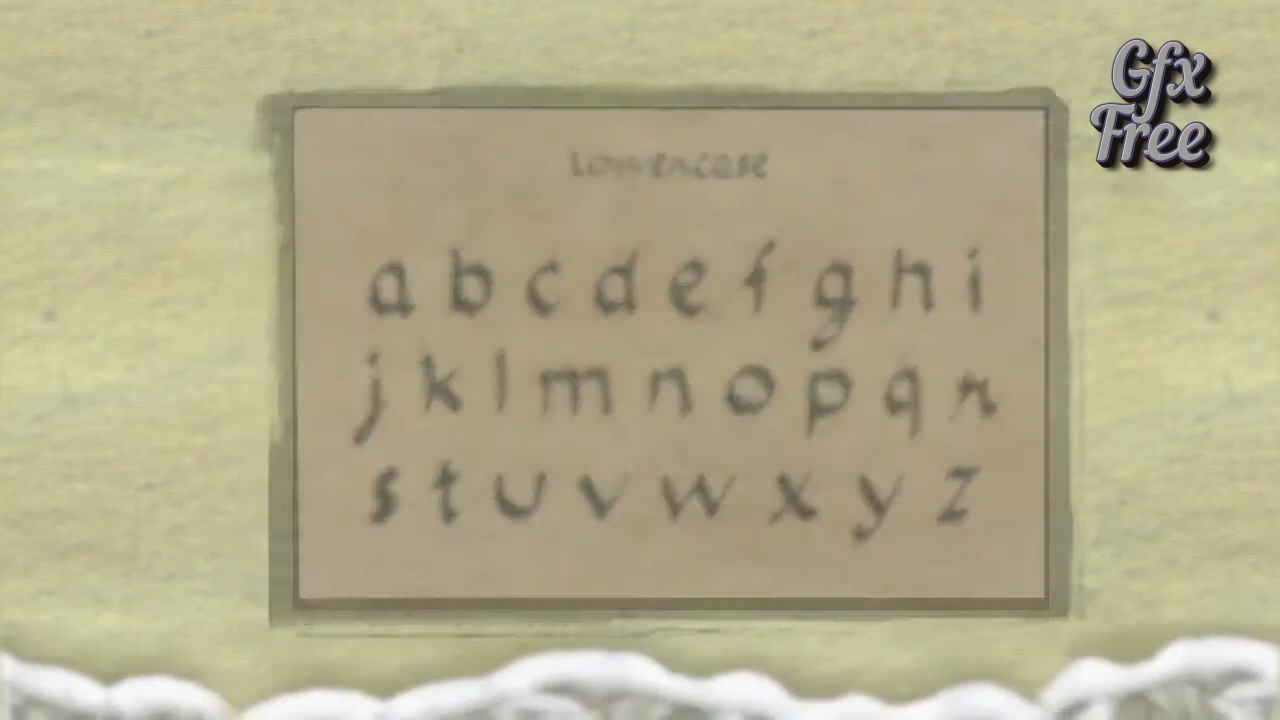 Gfx
Free
Lowercase
a b c d e f g h i
j k l m n o p q r
s t u v w x y z